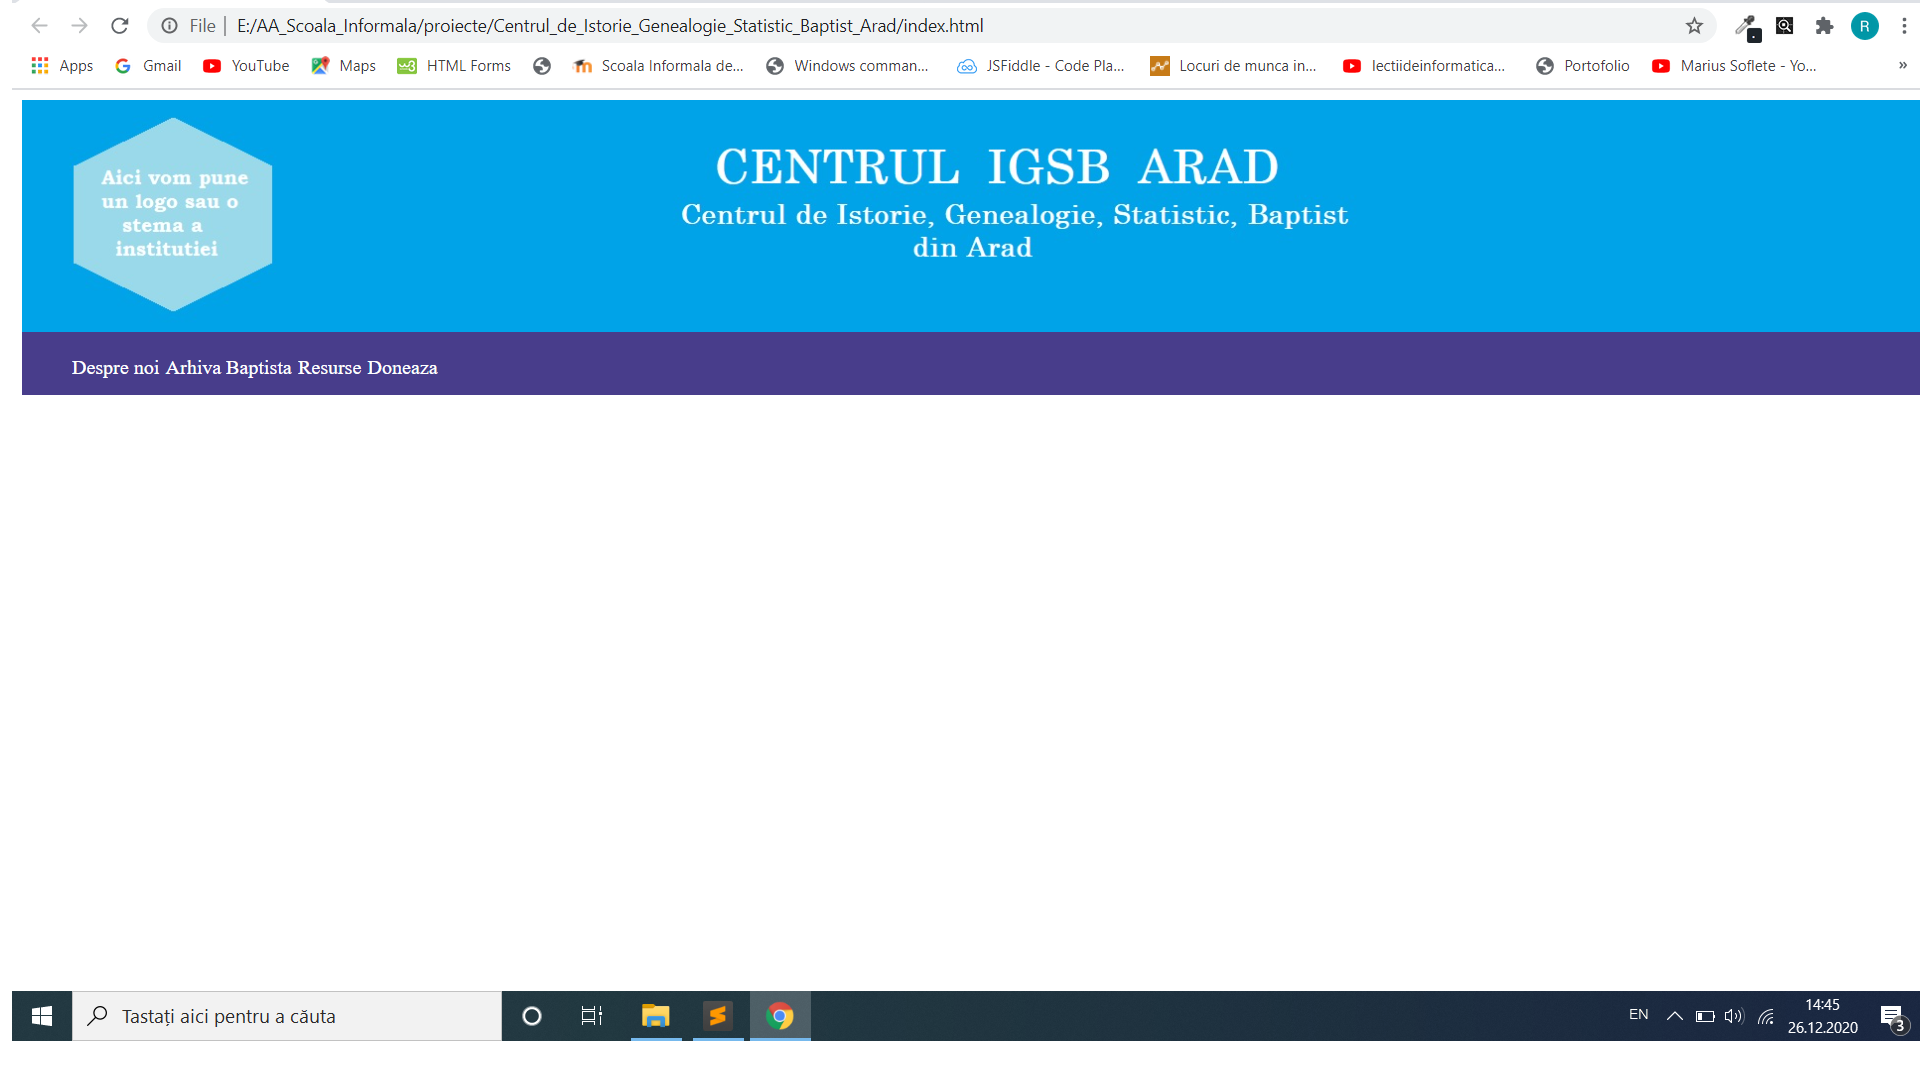 File E:/AA_Scoala_Informala/proiecte/Centrul_de_Istorie_Genealogie_Statistic_Baptist_Arad/index.html R
Apps Gmail YouTube Maps HTML Forms Scoala Informala de... Windows comman... JSFiddle - Code Pla... Locuri de munca in... lectiideinformatica... Portofolio Marius Soflete - Yo... »
Aici vom pune
un logo sau o
stema a
institutiei
CENTRUL IGSB ARAD
Centrul de Istorie, Genealogie, Statistic, Baptist
din Arad
Despre noi Arhiva Baptista Resurse Doneaza
Tastați aici pentru a căuta
EN
14:45
26.12.2020
3